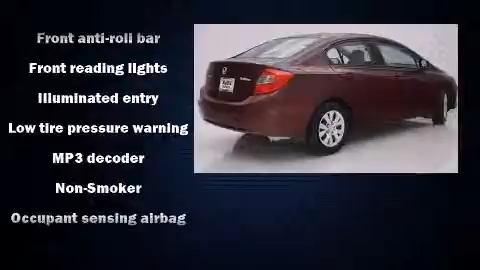 Front anti-roll bar
Front reading lights
Illuminated entry
Low tire pressure warning
MP3 decoder
Non-Smoker
Occupant sensing airbag